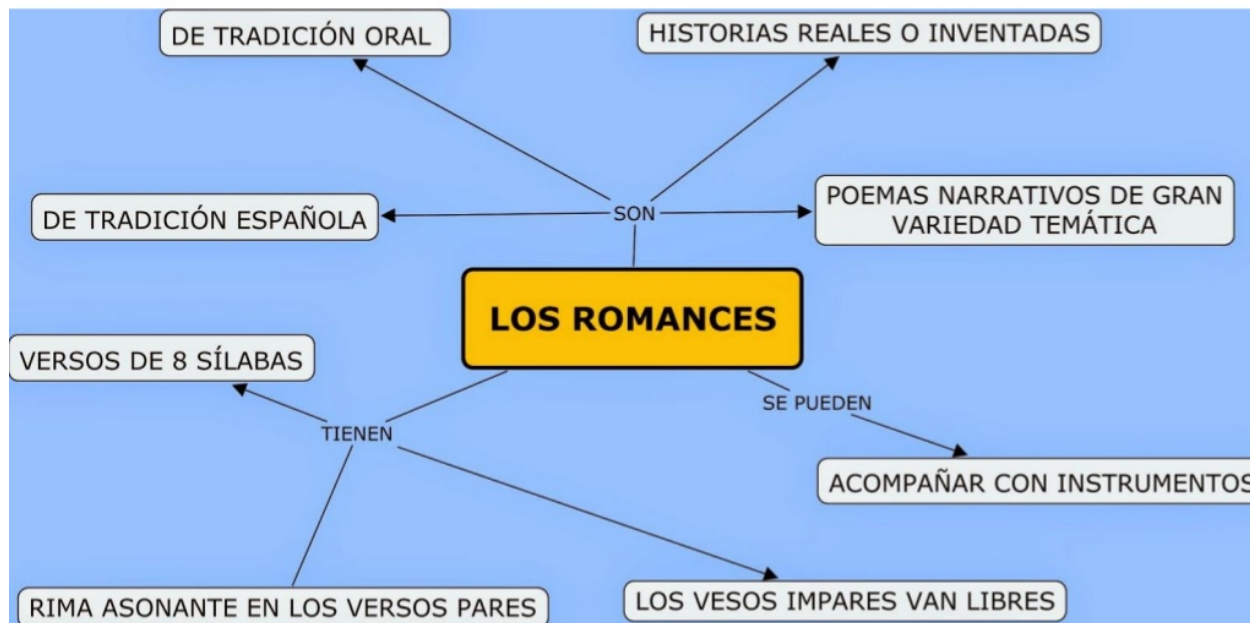 DE TRADICIÓN ORAL
HISTORIAS REALES O INVENTADAS
DE TRADICIÓN ESPAÑOLA
SON
POEMAS NARRATIVOS DE GRAN
VARIEDAD TEMÁTICA
LOS ROMANCES
VERSOS DE 8 SÍLABAS
TIENEN
SE PUEDEN
ACOMPAÑAR CON INSTRUMENTOS
RIMA ASONANTE EN LOS VERSOS PARES
LOS VESOS IMPARES VAN LIBRES